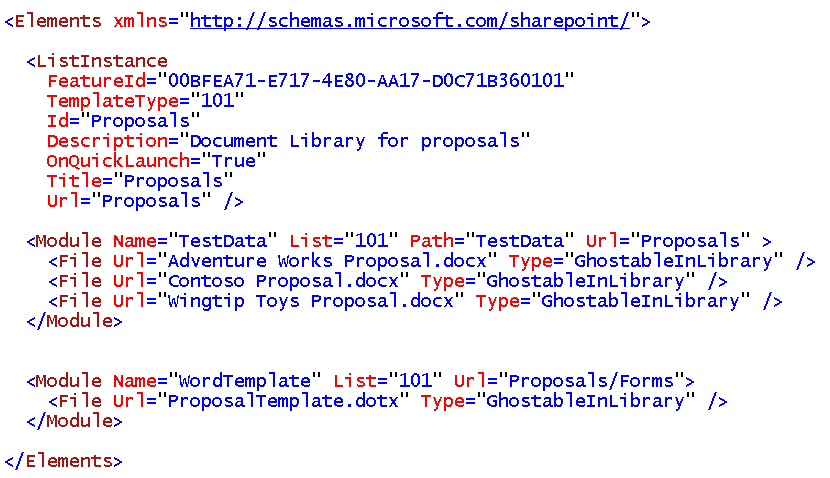 <Elements xmlns="http://schemas.microsoft.com/sharepoint/">
<ListInstance
FeatureId="00BFEA71-E717-4E80-AA17-D0C71B360101"
TemplateType="101"
Id="Proposals"
Description="Document Library for proposals"
OnQuickLaunch="True"
Title="Proposals"
Url="Proposals" />
<Module Name="TestData" List="101" Path="TestData" Url="Proposals" >
<File Url="Adventure Works Proposal.docx" Type="GhostableInLibrary" />
<File Url="Contoso Proposal.docx" Type="GhostableInLibrary" />
<File Url="Wingtip Toys Proposal.docx" Type="GhostableInLibrary" />
</Module>
<Module Name="WordTemplate" List="101" Url="Proposals/Forms">
<File Url="ProposalTemplate.dotx" Type="GhostableInLibrary" />
</Module>
</Elements>